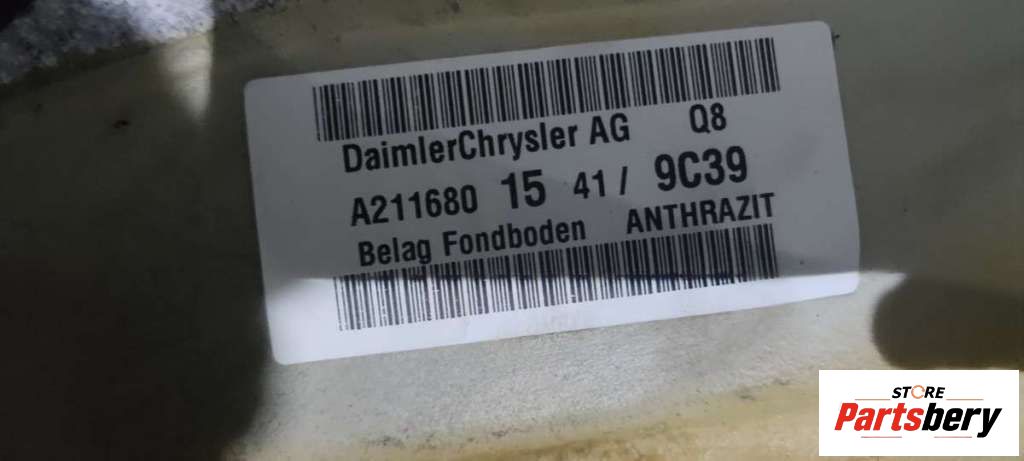 DaimlerChrysler AG Q8
A211680 15 41 / 9C39
Belag Fondboden ANTHRAZIT
STORE
Partsbery